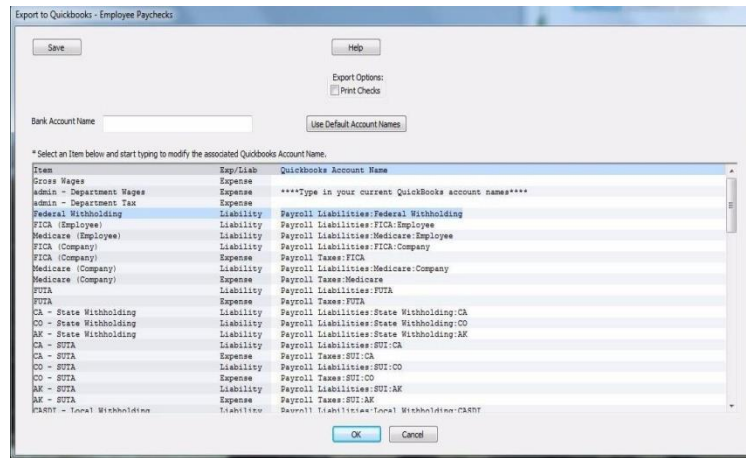 Export to Quickbooks - Employee Paychecks
Save
Help
Export Options:
Print Checks
Bank Account Name
Use Default Account Names
* Select an Item below and start typing to modify the associated Quickbooks Account Name.
Item Exp/Liab Quickbooks Account Name
Gross Wages Expense
admin - Department Wages Expense ****Type in your current QuickBooks account names****
admin - Department Tax Expense
Federal Withholding Liability Payroll Liabilities:Federal Withholding
FICA (Employee) Liability Payroll Liabilities:FICA:Employee
Medicare (Employee) Liability Payroll Liabilities:Medicare:Employee
FICA (Company) Liability Payroll Liabilities:FICA:Company
FICA (Company) Expense Payroll Taxes:FICA
Medicare (Company) Liability Payroll Liabilities:Medicare:Company
Medicare (Company) Expense Payroll Taxes:Medicare
FUTA Liability Payroll Liabilities:FUTA
FUTA Expense Payroll Taxes:FUTA
CA - State Withholding Liability Payroll Liabilities:State Withholding:CA
CO - State Withholding Liability Payroll Liabilities:State Withholding:CO
AK - State Withholding Liability Payroll Liabilities:State Withholding:AK
CA - SUTA Liability Payroll Liabilities:SUI:CA
CA - SUTA Expense Payroll Taxes:SUI:CA
CO - SUTA Liability Payroll Liabilities:SUI:CO
CO - SUTA Expense Payroll Taxes:SUI:CO
AK - SUTA Liability Payroll Liabilities:SUI:AK
AK - SUTA Expense Payroll Taxes:SUI:AK
CASDI - Local Withholding Liability Payroll Liabilities:Local Withholding:CASDI
OK
Cancel